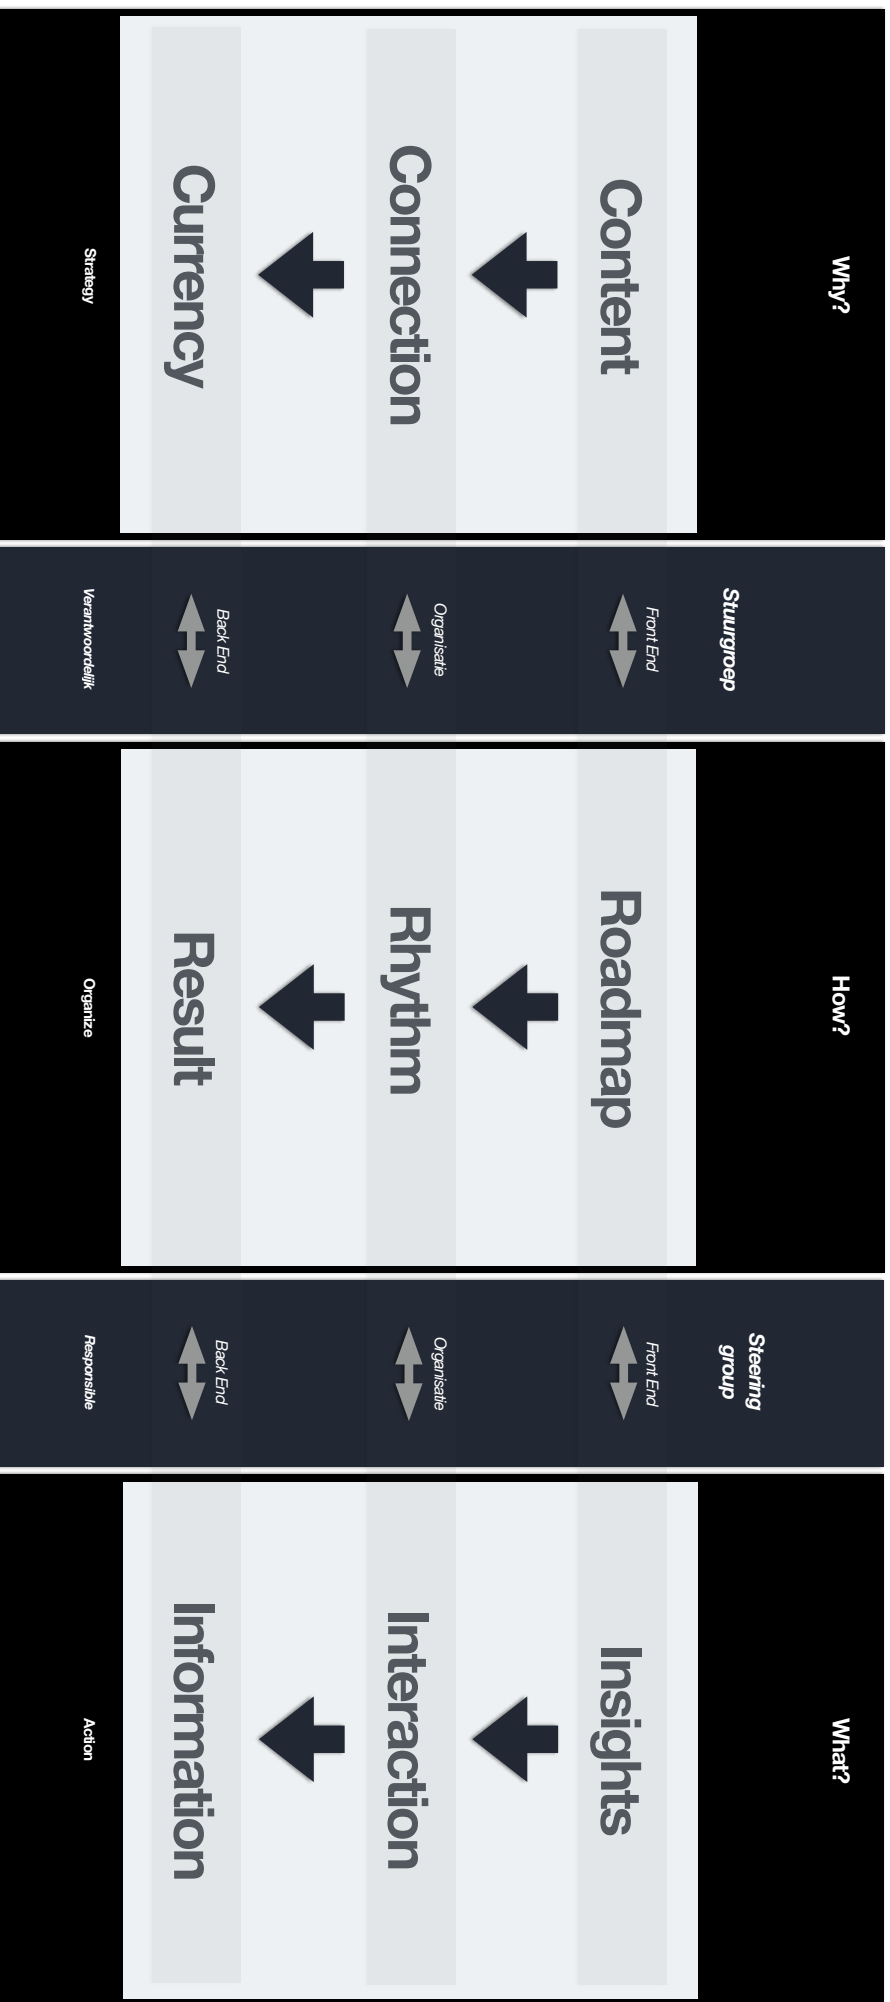 Why?
Content
Connection
Currency
Strategy
Stuurgroep
Front End
Organisatie
Back End
Verantwoordelijk
How?
Roadmap
Rhythm
Result
Organize
Steering
group
Front End
Organisatie
Back End
Responsible
What?
Insights
Interaction
Information
Action